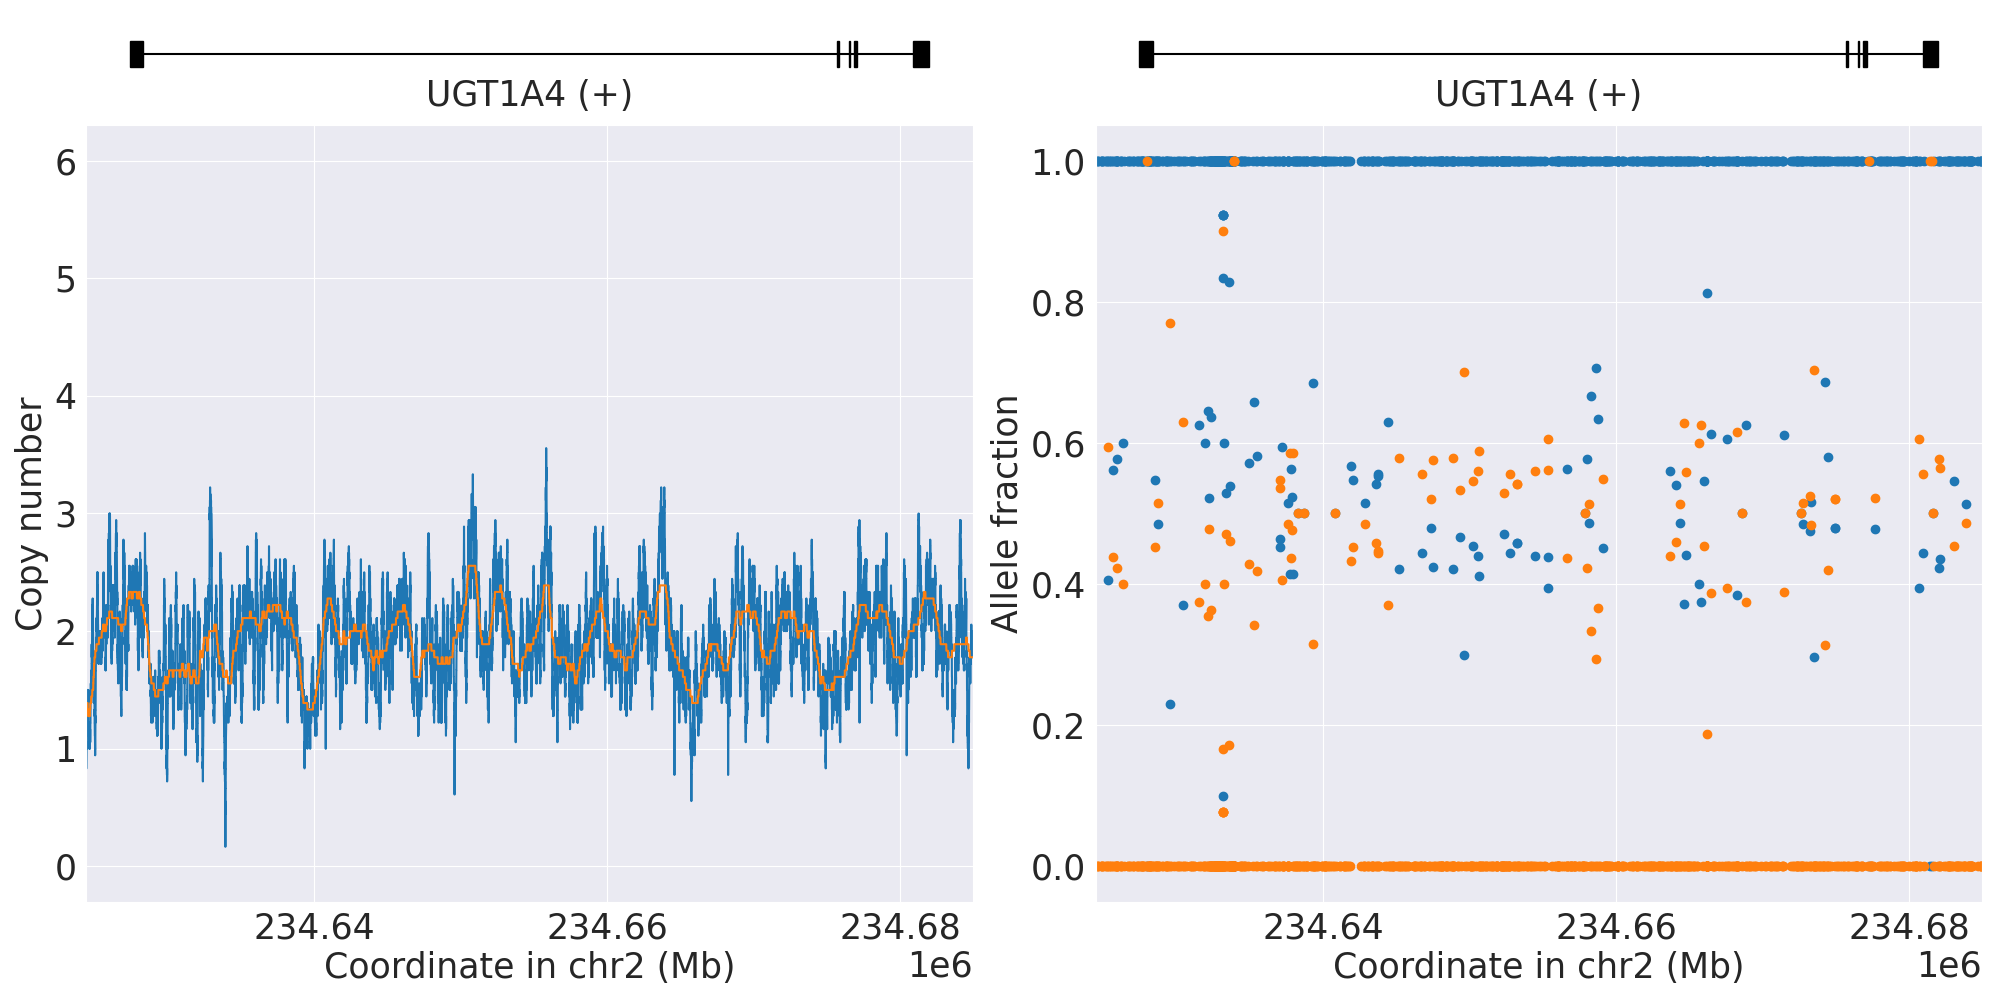 UGT1A4 (+)
6
5
4
3
2
1
0
Copy number
234.64 234.66 234.68
Coordinate in chr2 (Mb) 1e6
UGT1A4 (+)
1.0
0.8
0.6
0.4
0.2
0.0
Allele fraction
234.64 234.66 234.68
Coordinate in chr2 (Mb) 1e6